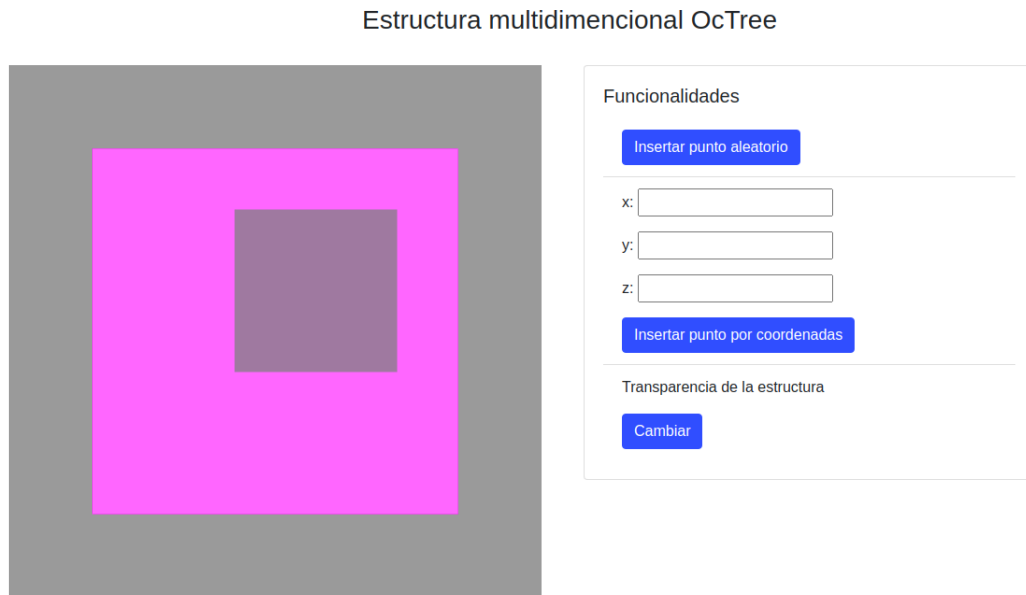 Estructura multidimencional OcTree
Funcionalidades
Insertar punto aleatorio
x:
y:
z:
Insertar punto por coordenadas
Transparencia de la estructura
Cambiar